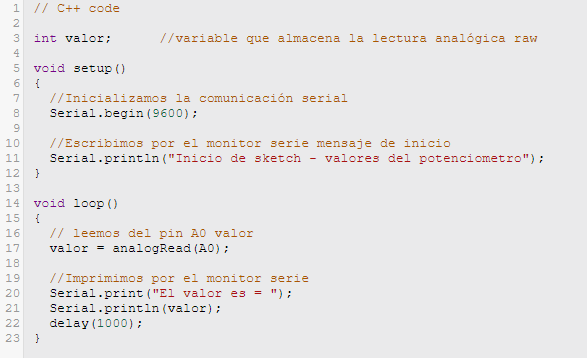 1 // C++ code
2
3 int valor; //variable que almacena la lectura analógica raw
4
5 void setup()
6 {
7 //Inicializamos la comunicación serial
8 Serial.begin(9600);
9
10 //Escribimos por el monitor serie mensaje de inicio
11 Serial.println("Inicio de sketch - valores del potenciometro");
12 }
13
14 void loop()
15 {
16 // leemos del pin A0 valor
17 valor = analogRead(A0);
18
19 //Imprimimos por el monitor serie
20 Serial.print("El valor es = ");
21 Serial.println(valor);
22 delay(1000);
23 }